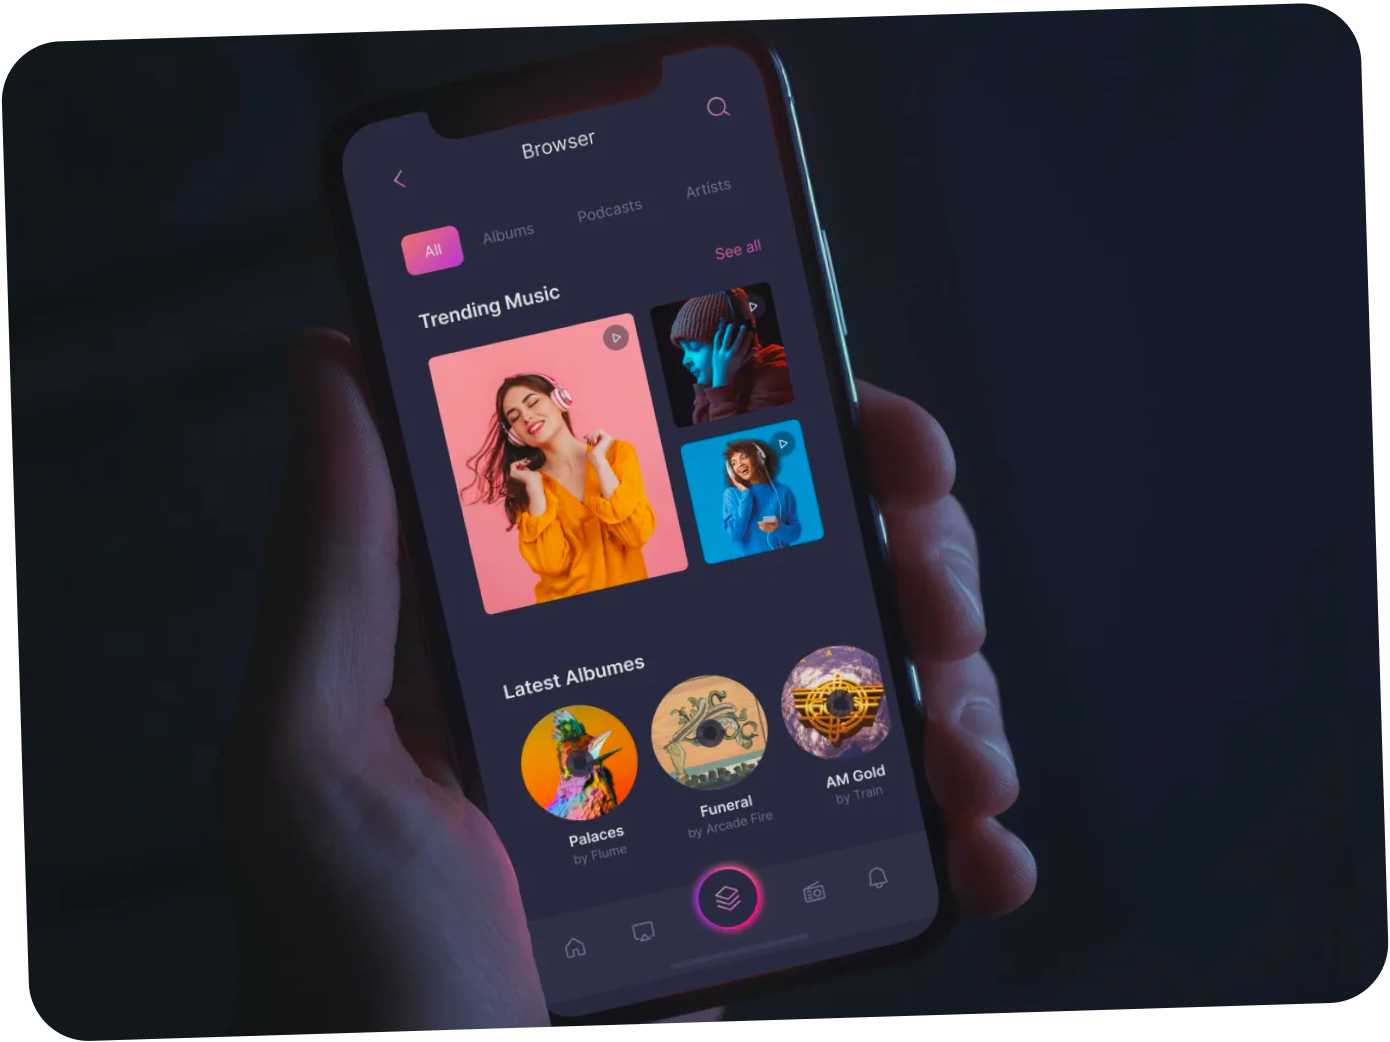 Browser
All
Albums
Podcasts
Artists
See all
Trending Music
Latest Albumes
Palaces
by Flume
Funeral
by Arcade Fire
AM Gold
by Train